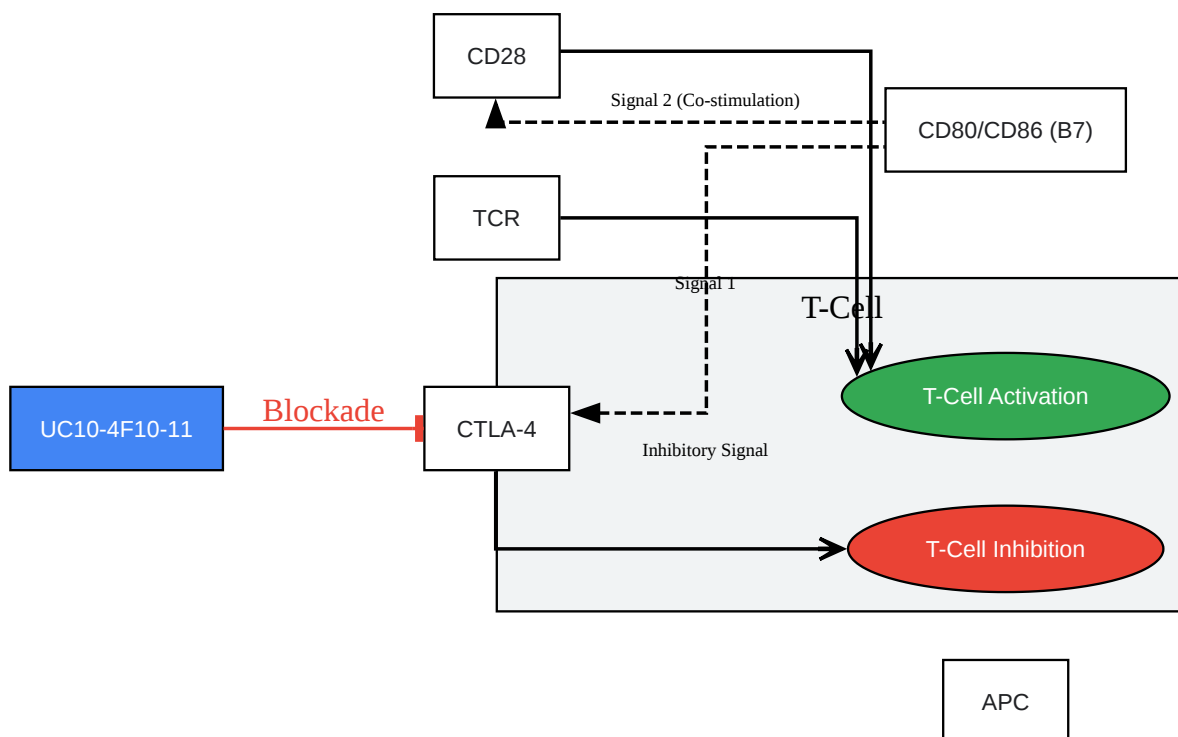 CD28
Signal 2 (Co-stimulation)
CD80/CD86 (B7)
TCR
Signal 1
T-Cell
T-Cell Activation
Blockade
UC10-4F10-11
CTLA-4
Inhibitory Signal
T-Cell Inhibition
APC